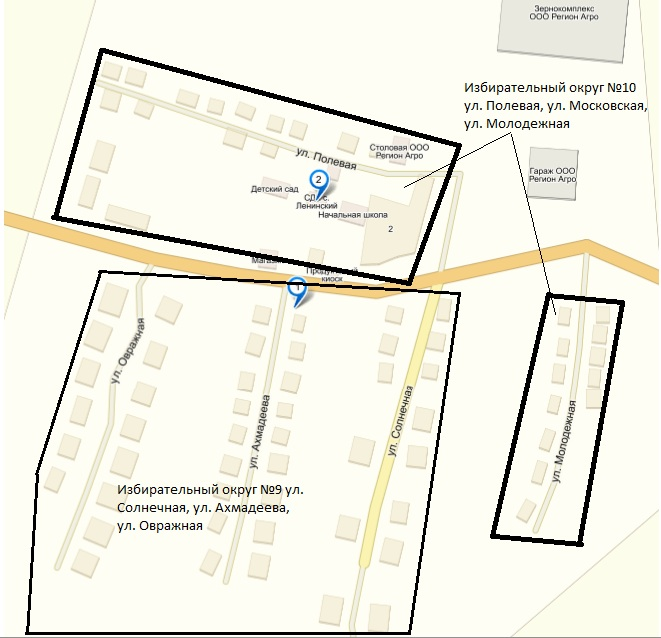 Зернокомплекс
ООО Регион Агро
Избирательный округ №10
ул. Полевая, ул. Московская,
ул. Молодежная
Столовая ООО
Регион Агро
ул. Полевая
Гараж ООО
Регион Агро
2
Детский сад
с.
Ленинский
Начальная школа
2
киоск
1
ул. Овражная
ул. Ахмадеева
ул. Солнечная
ул. Молодежная
Избирательный округ №9 ул.
Солнечная, ул. Ахмадеева,
ул. Овражная